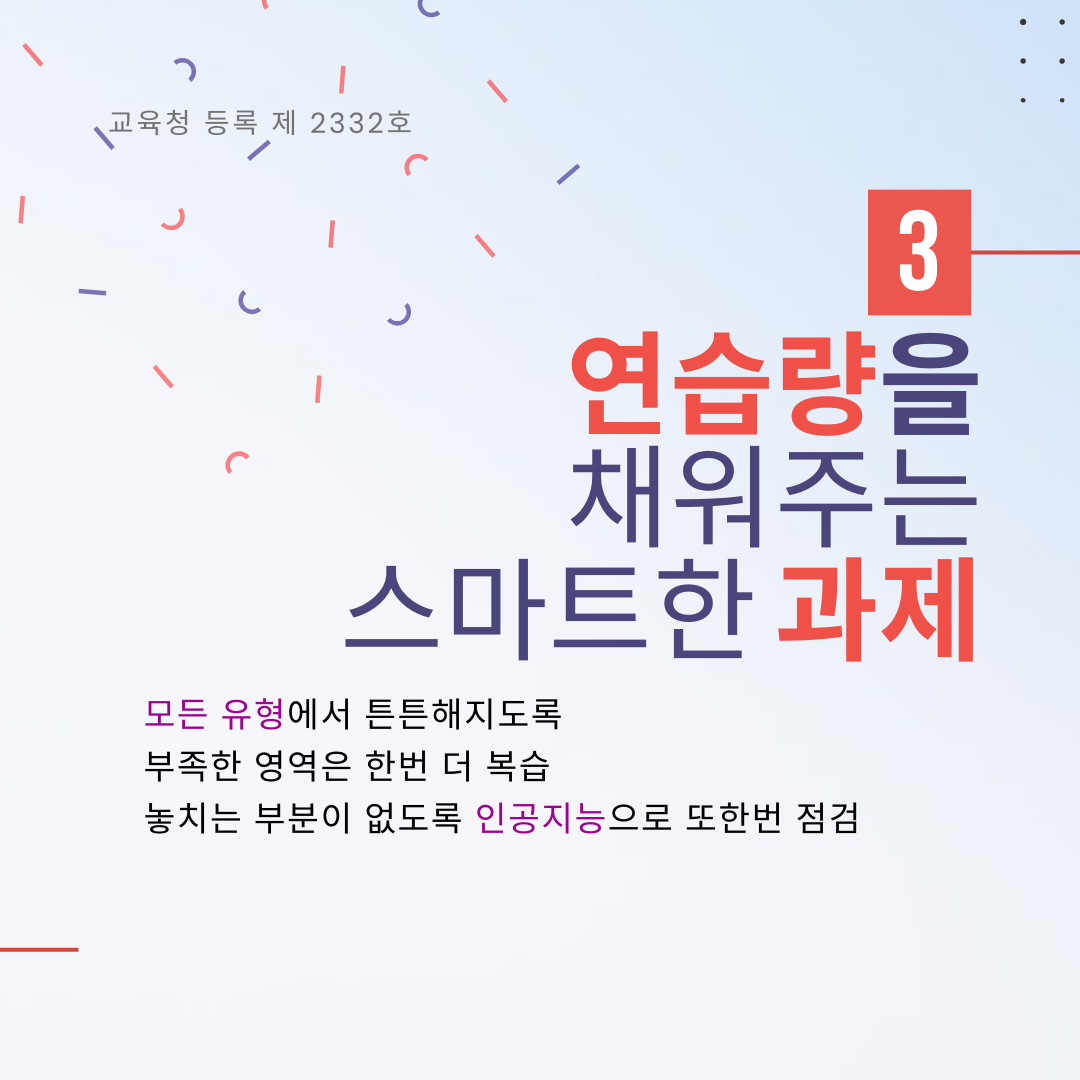 교육청 등록 제 2332호
3
연습량을
채워주는
스마트한 과제
모든 유형에서 튼튼해지도록
부족한 영역은 한번 더 복습
놓치는 부분이 없도록 인공지능으로 또한번 점검